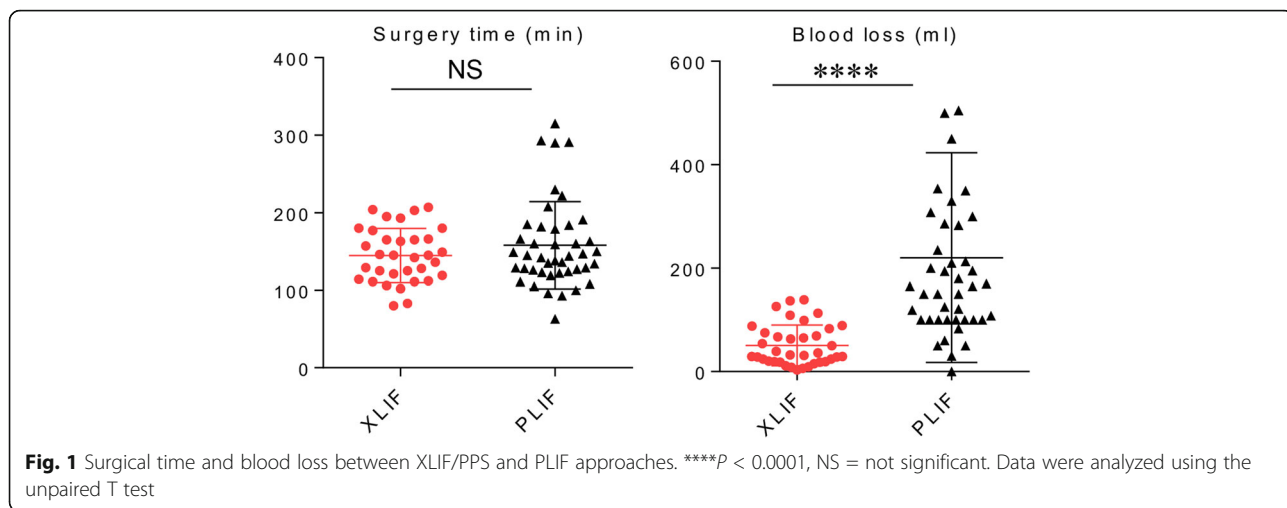 Surgery time (min)
400
300
200
100
0
NS
XLIF
PLIF
Blood loss (ml)
600
400
200
0
****
XLIF
PLIF
Fig. 1 Surgical time and blood loss between XLIF/PPS and PLIF approaches. ****P < 0.0001, NS = not significant. Data were analyzed using the
unpaired T test